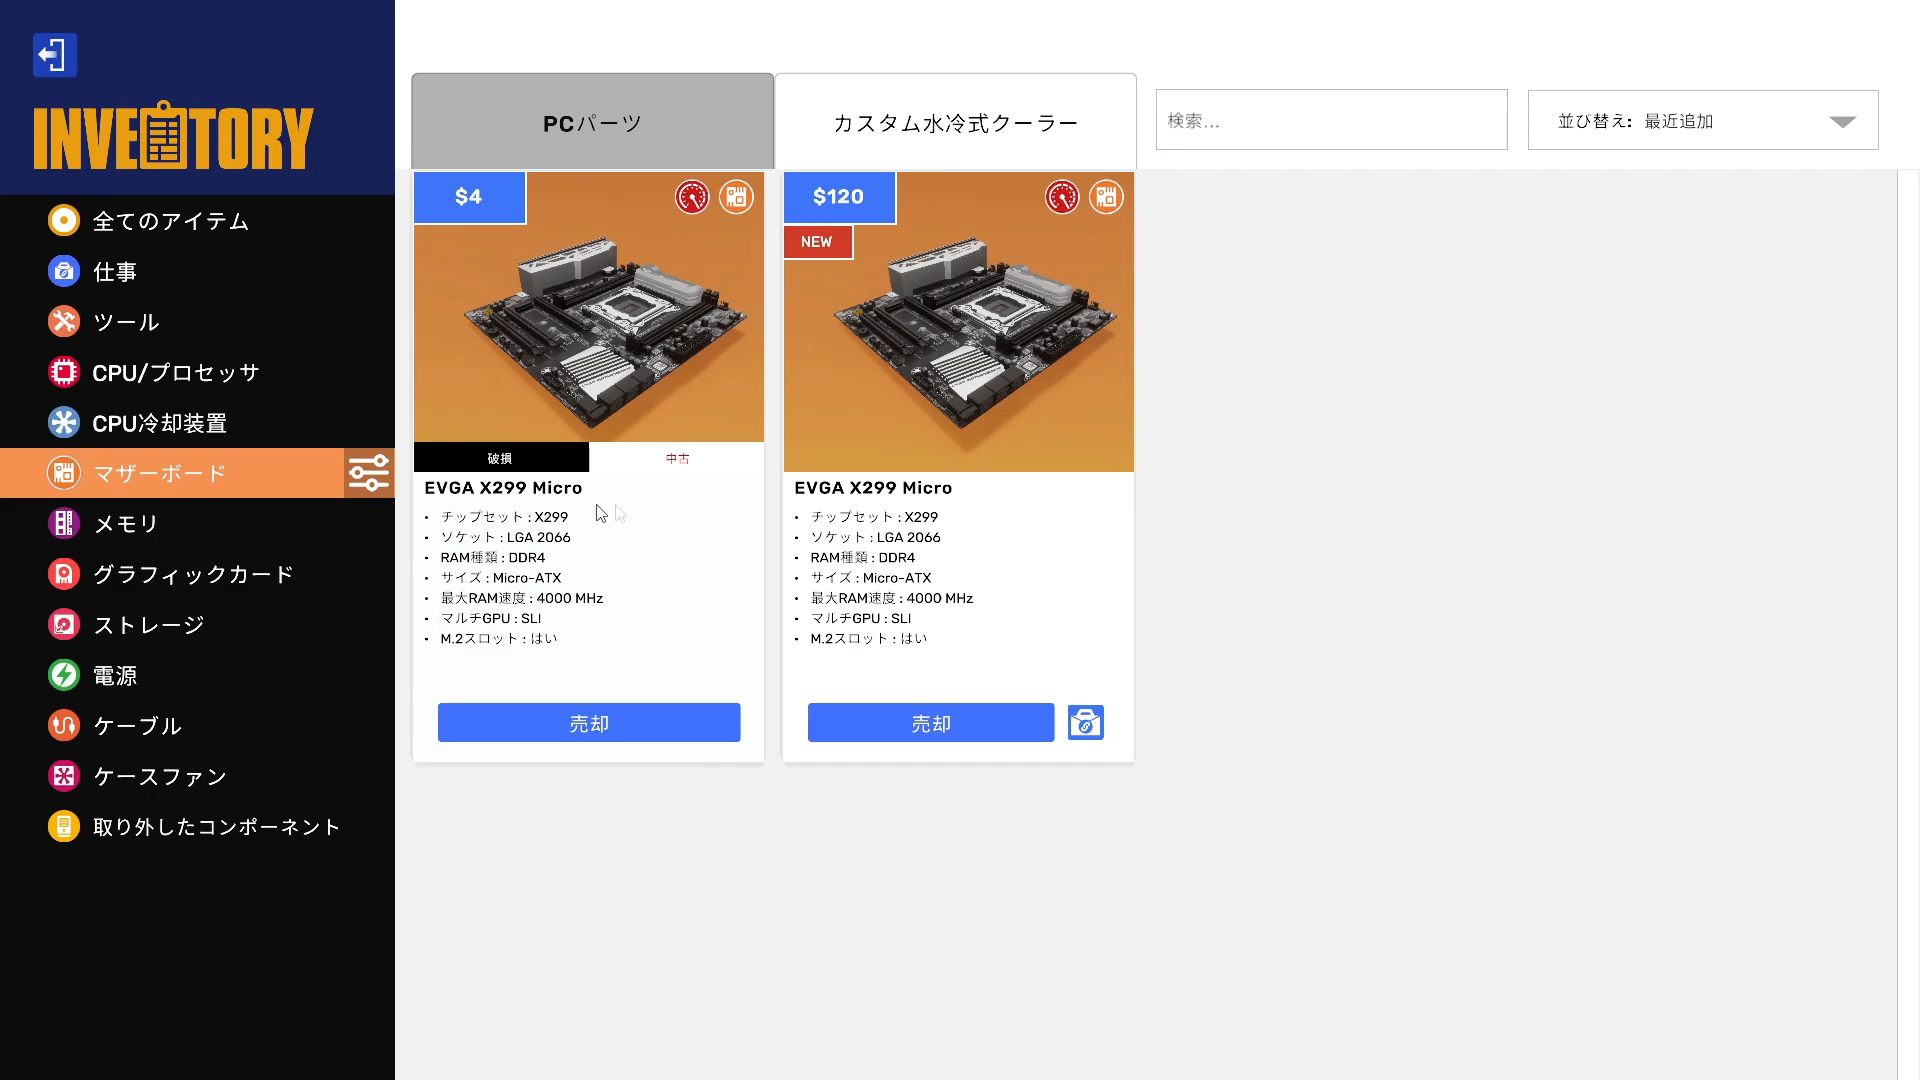 INVENTORY
全てのアイテム
仕事
ツール
CPU/プロセッサ
CPU冷却装置
マザーボード
メモリ
グラフィックカード
ストレージ
電源
ケーブル
ケースファン
取り外したコンポーネント
PCパーツ
カスタム水冷式クーラー
検索...
並び替え: 最近追加
$4
破損
中古
EVGA X299 Micro
• チップセット : X299
• ソケット : LGA 2066
• RAM種類 : DDR4
• サイズ : Micro-ATX
• 最大RAM速度 : 4000 MHz
• マルチGPU : SLI
• M.2スロット : はい
売却
$120
NEW
EVGA X299 Micro
• チップセット : X299
• ソケット : LGA 2066
• RAM種類 : DDR4
• サイズ : Micro-ATX
• 最大RAM速度 : 4000 MHz
• マルチGPU : SLI
• M.2スロット : はい
売却